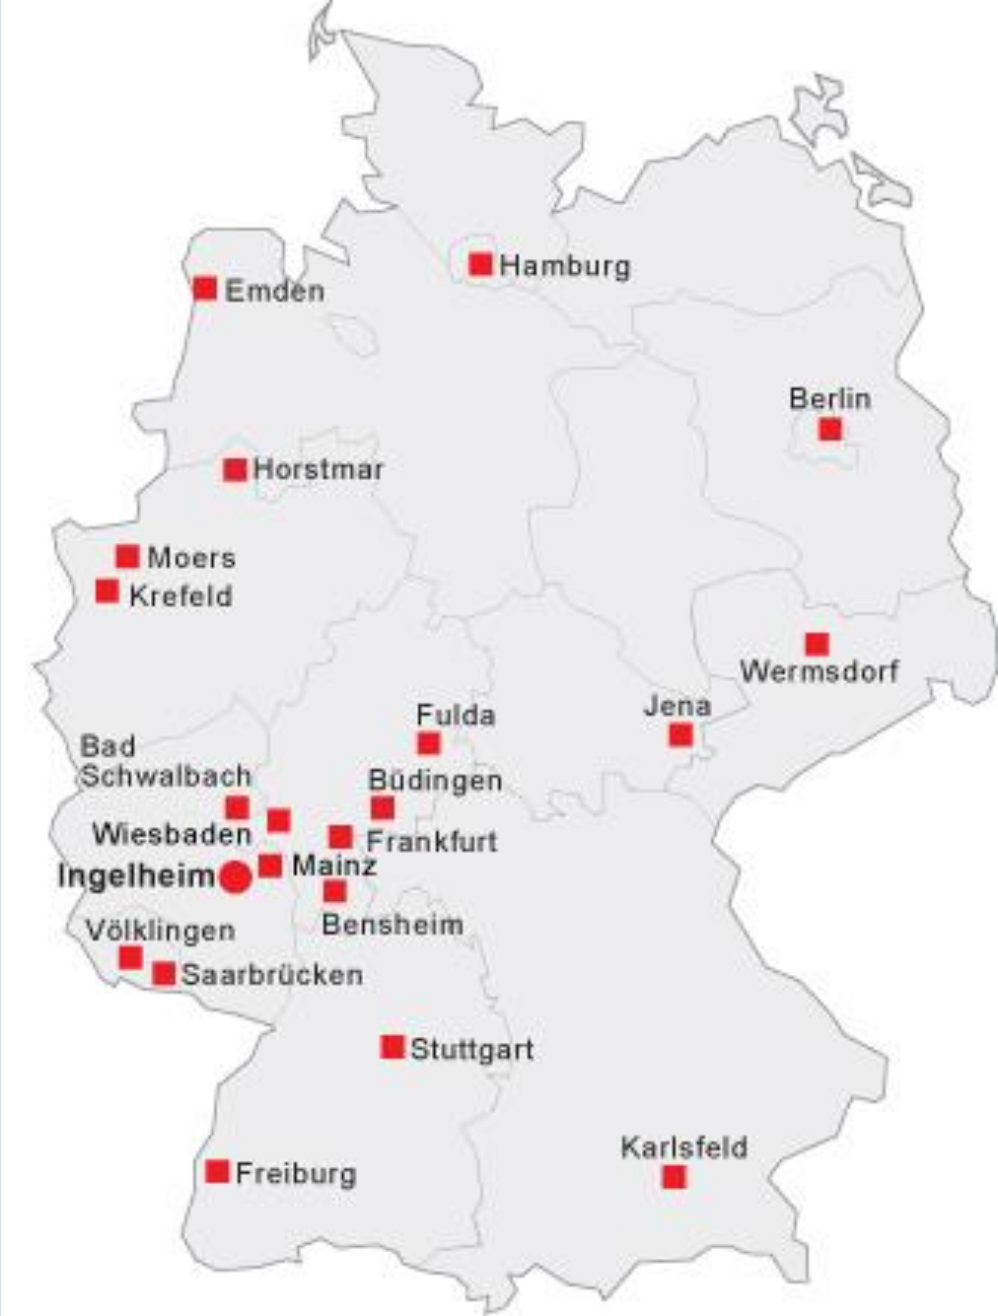 Hamburg
Emden
Berlin
Horstmar
Moers
Krefeld
Wermsdorf
Jena
Fulda
Bad
Schwalbach
Büdingen
Wiesbaden
Frankfurt
Mainz
Ingelheim
Bensheim
Völklingen
Saarbrücken
Stuttgart
Karlsfeld
Freiburg